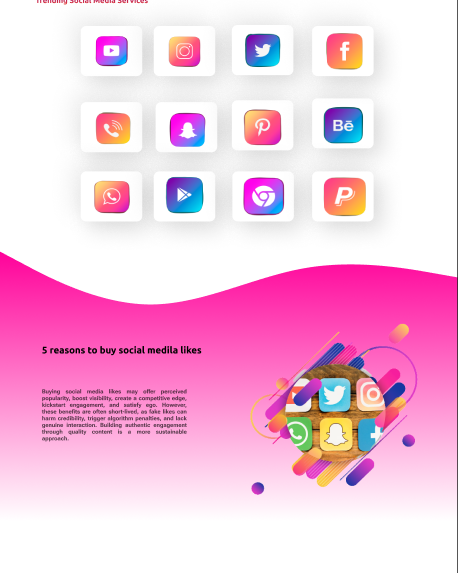 Trending Social Media Services
Bē
5 reasons to buy social medila likes
Buying social media likes may offer perceived
popularity, boost visibility, create a competitive edge,
kickstart engagement, and satisfy ego. However,
these benefits are often short-lived, as fake likes can
harm credibility, trigger algorithm penalties, and lack
genuine interaction. Building authentic engagement
through quality content is a more sustainable
approach.